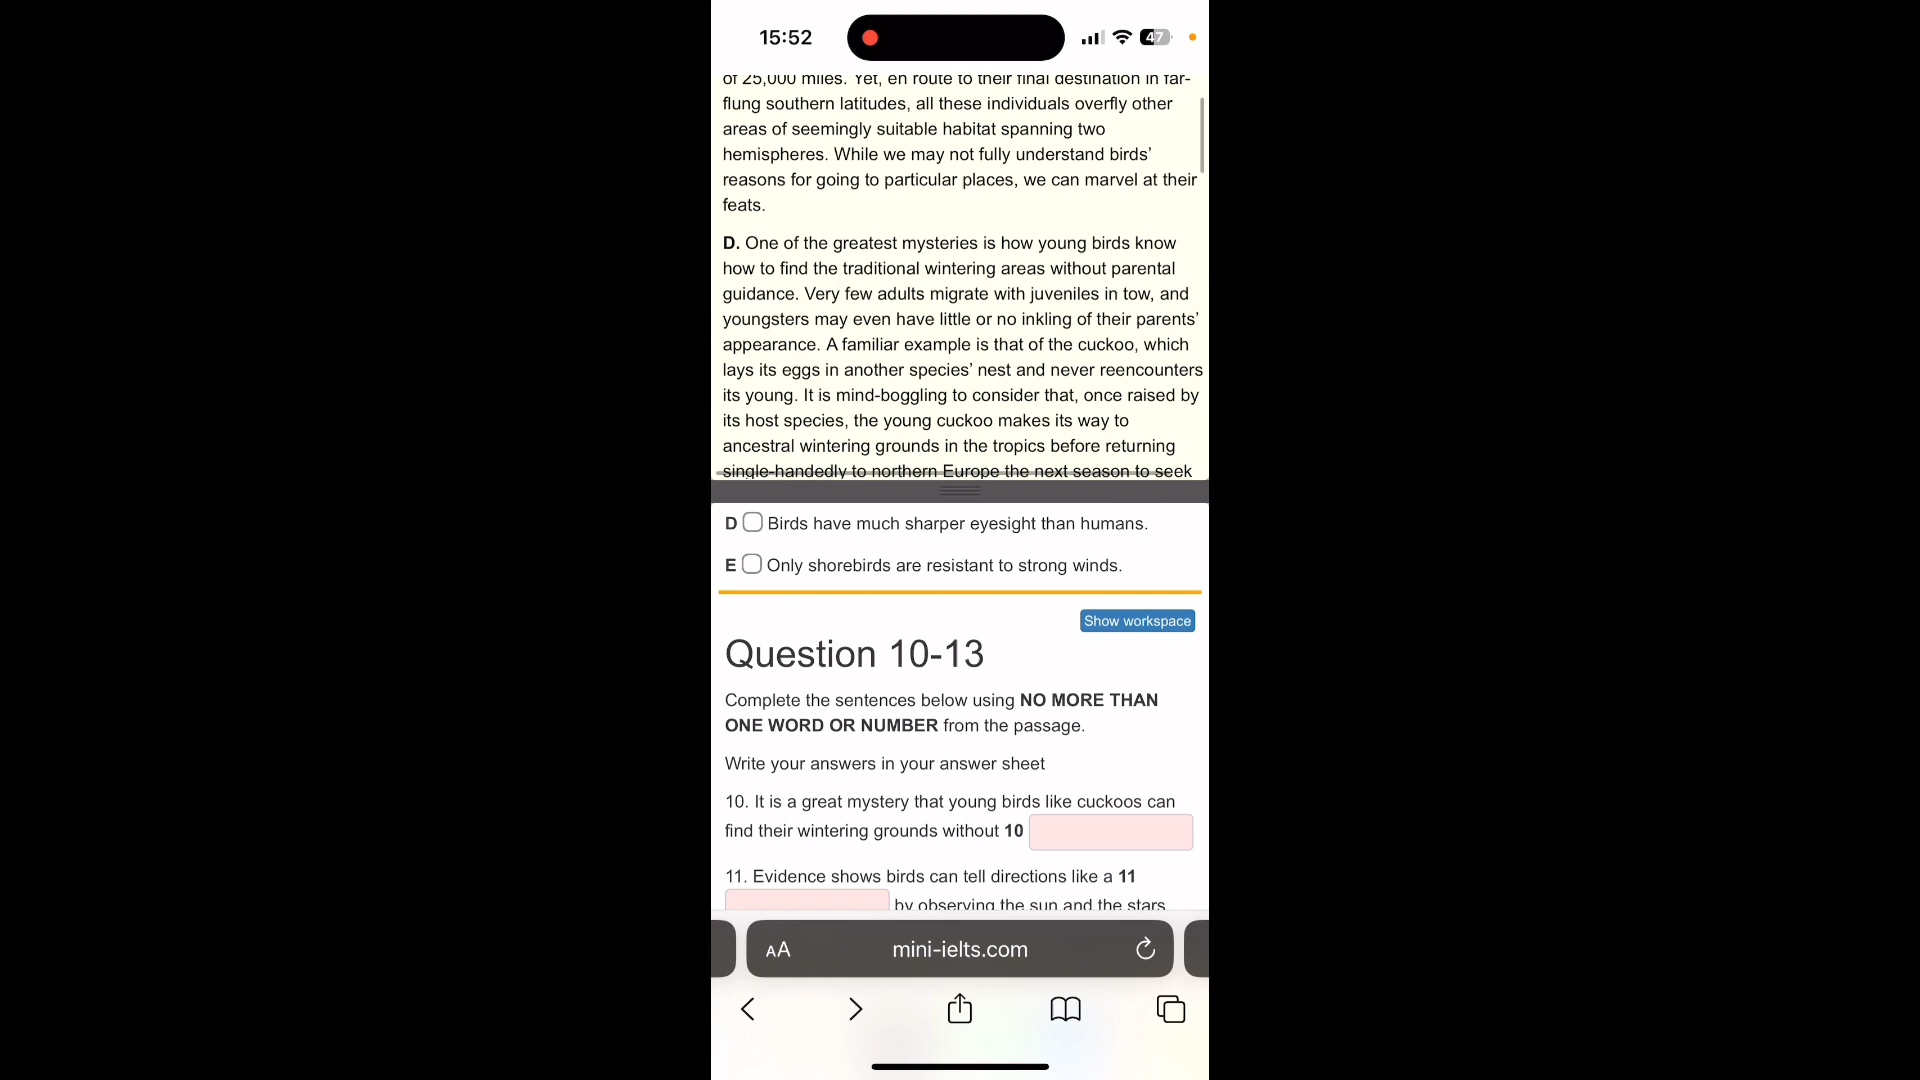 15:52
47
of 25,000 miles. Yet, en route to their final destination in far-
flung southern latitudes, all these individuals overfly other
areas of seemingly suitable habitat spanning two
hemispheres. While we may not fully understand birds’
reasons for going to particular places, we can marvel at their
feats.
D. One of the greatest mysteries is how young birds know
how to find the traditional wintering areas without parental
guidance. Very few adults migrate with juveniles in tow, and
youngsters may even have little or no inkling of their parents’
appearance. A familiar example is that of the cuckoo, which
lays its eggs in another species’ nest and never reencounters
its young. It is mind-boggling to consider that, once raised by
its host species, the young cuckoo makes its way to
ancestral wintering grounds in the tropics before returning
single-handedly to northern Europe the next season to seek
D Birds have much sharper eyesight than humans.
E Only shorebirds are resistant to strong winds.
Show workspace
Question 10-13
Complete the sentences below using NO MORE THAN
ONE WORD OR NUMBER from the passage.
Write your answers in your answer sheet
10. It is a great mystery that young birds like cuckoos can
find their wintering grounds without 10
11. Evidence shows birds can tell directions like a 11
by observing the sun and the stars
AA
mini-ielts.com